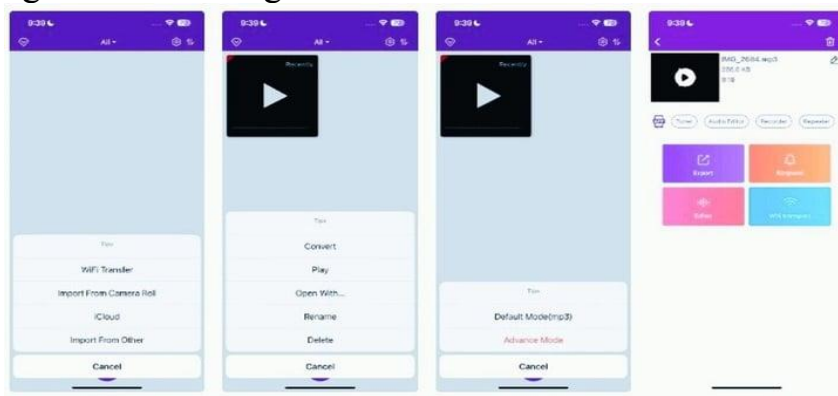 9:39
All
Tips
WiFi Transfer
Import From Camera Roll
iCloud
Import From Other
Cancel
9:39
All
Recently
Tips
Convert
Play
Open With...
Rename
Delete
Cancel
9:39
All
Recently
Tips
Default Mode(mp3)
Advance Mode
Cancel
9:39
IMG_2684.mp3
Audio Editor
Recorder
Repeater
Export
Ringtone